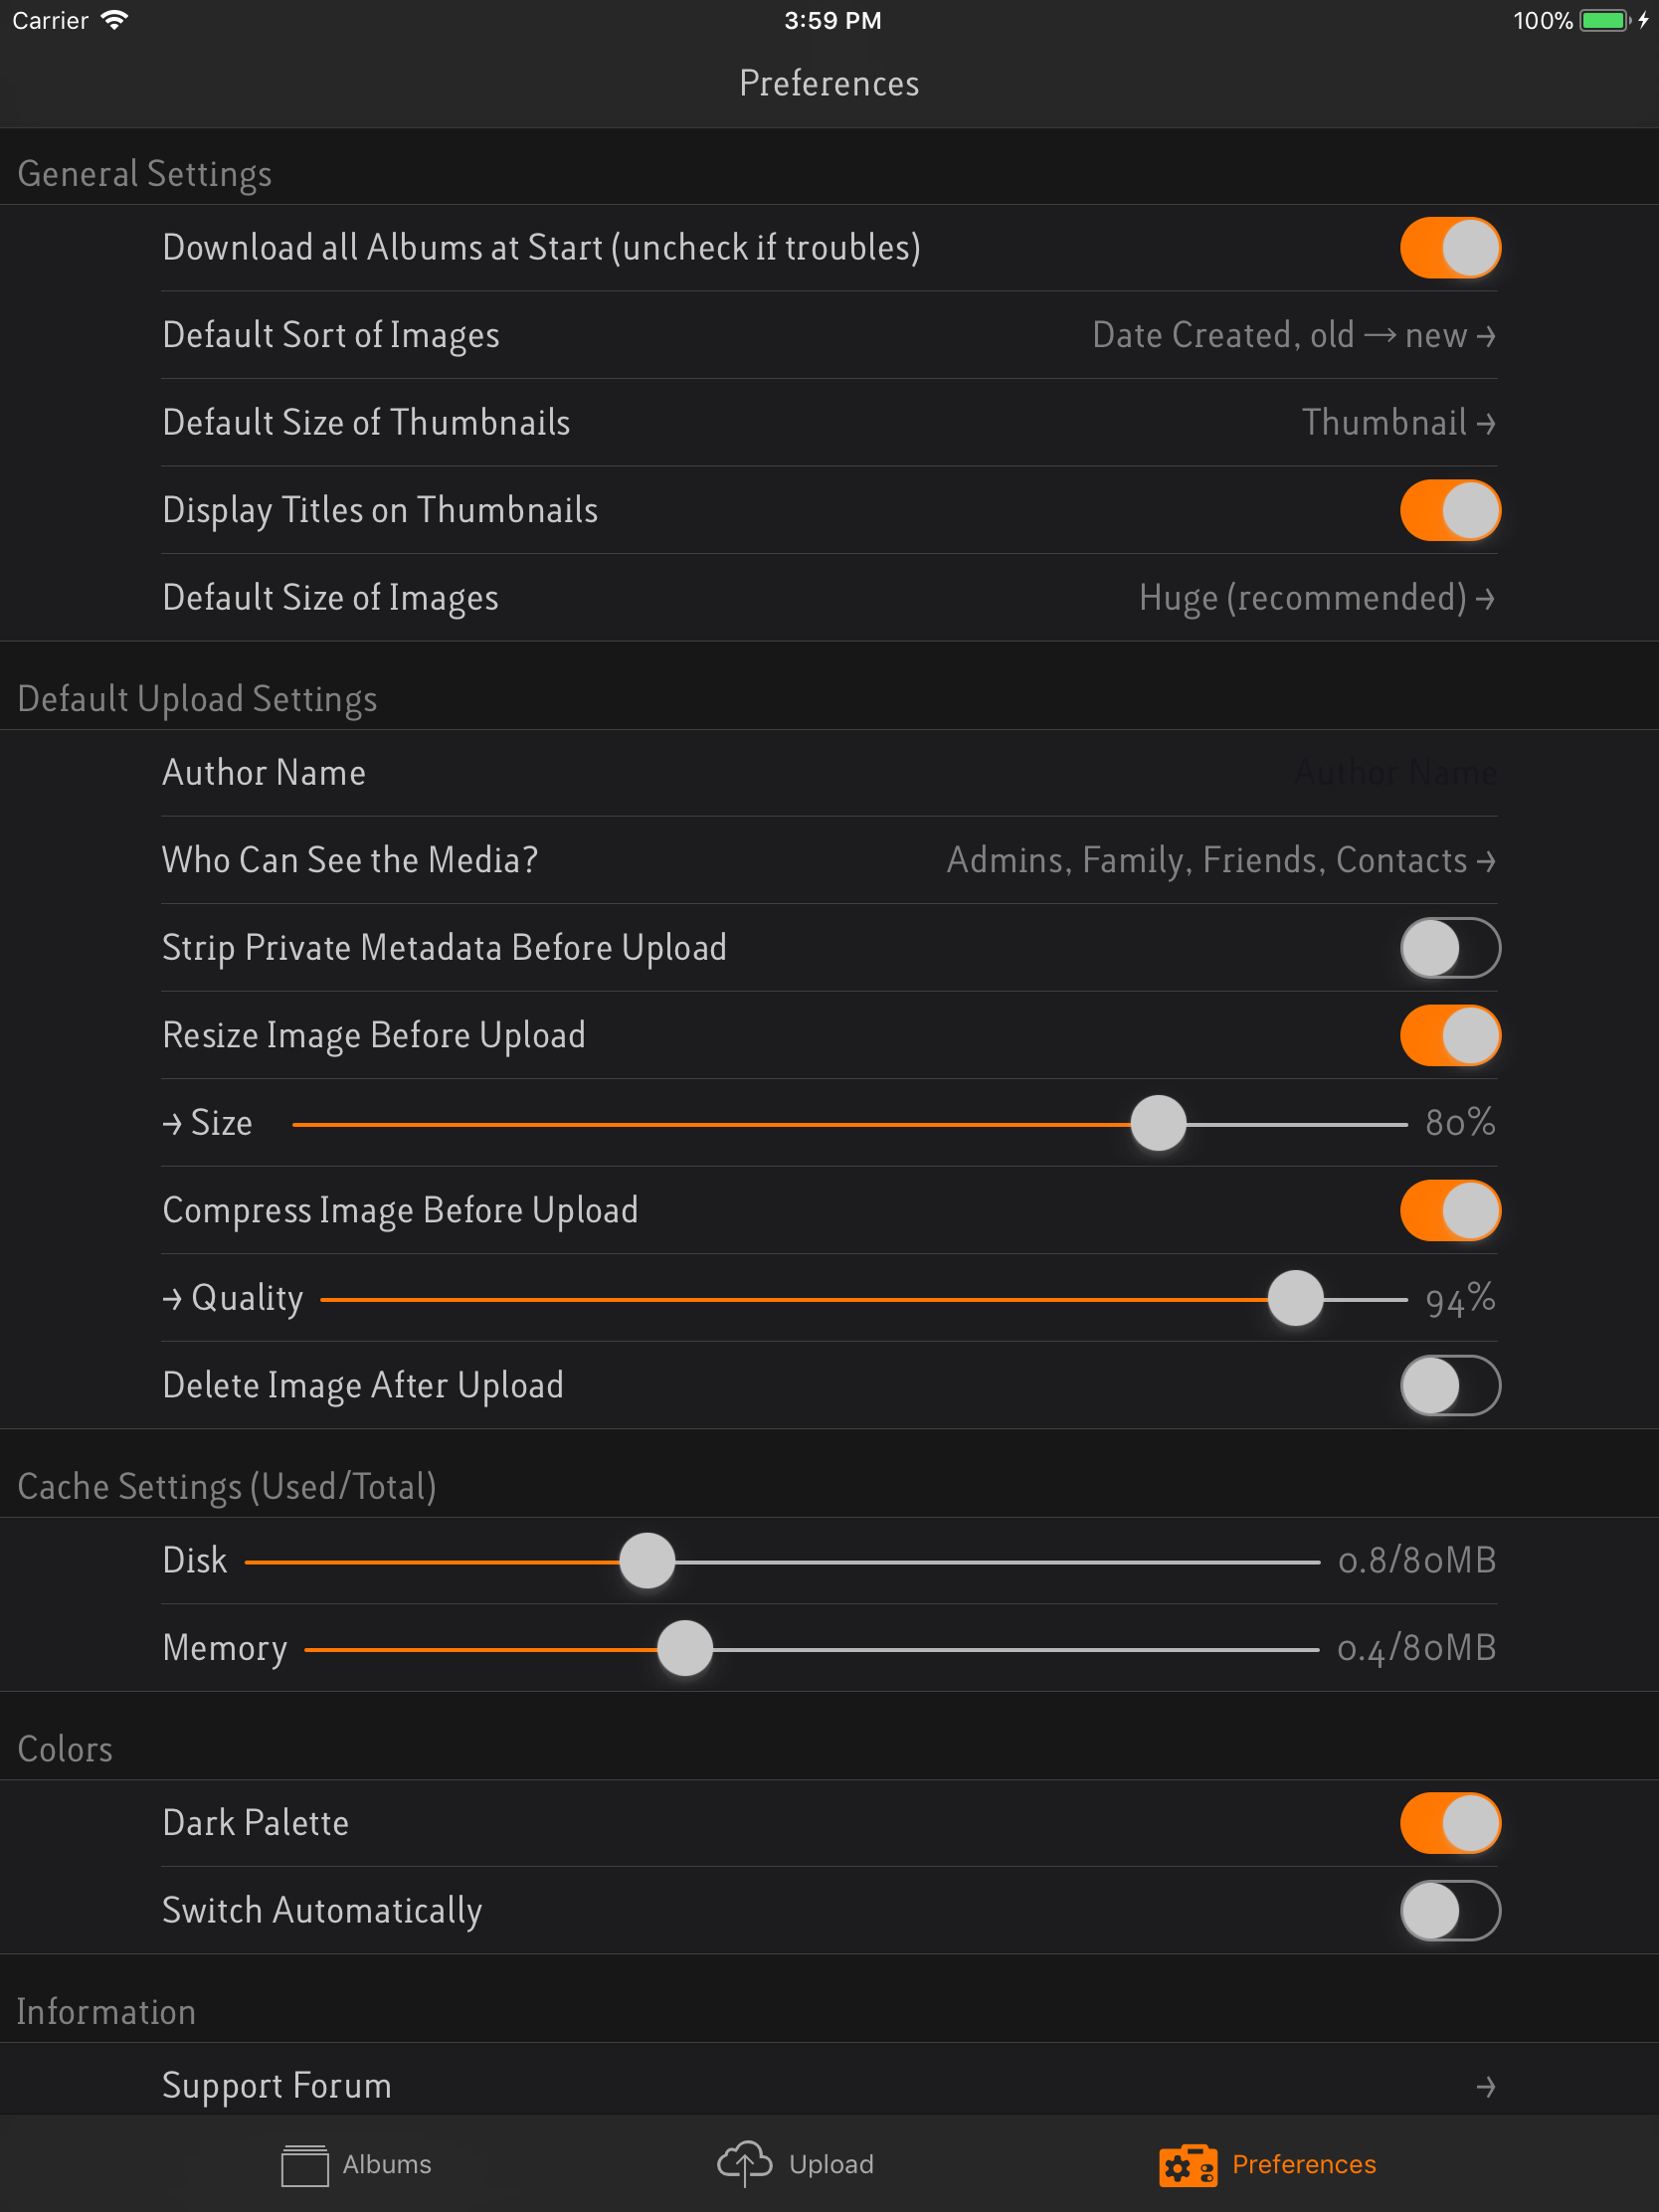 Carrier 3:59 PM 100%
Preferences
General Settings
Download all Albums at Start (uncheck if troubles)
Default Sort of Images Date Created, old → new →
Default Size of Thumbnails Thumbnail →
Display Titles on Thumbnails
Default Size of Images Huge (recommended) →
Default Upload Settings
Author Name Author Name
Who Can See the Media? Admins, Family, Friends, Contacts →
Strip Private Metadata Before Upload
Resize Image Before Upload
→ Size 80%
Compress Image Before Upload
→ Quality 94%
Delete Image After Upload
Cache Settings (Used/Total)
Disk 0.8/80MB
Memory 0.4/80MB
Colors
Dark Palette
Switch Automatically
Information
Support Forum →
Albums Upload Preferences